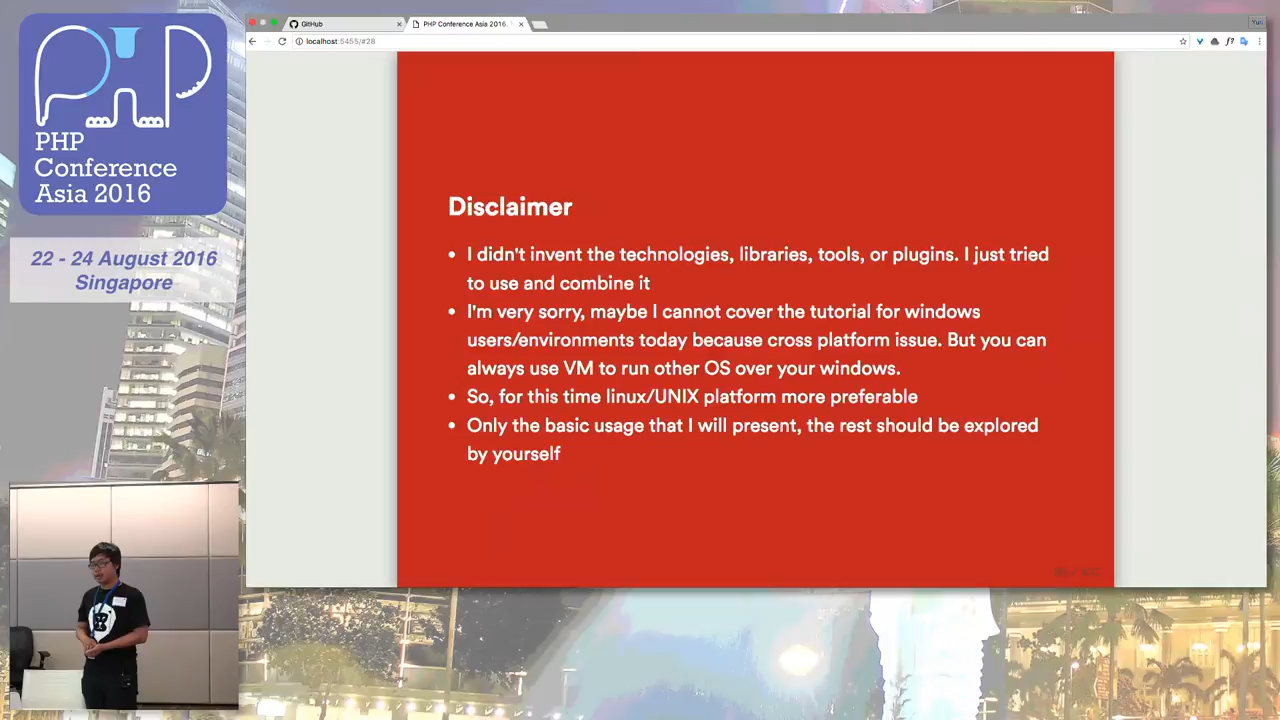 PHP
Conference
Asia 2016
22 - 24 August 2016
Singapore
GitHub
PHP Conference Asia 2016.
Yuri
localhost:5455/#28
f?
Disclaimer
• I didn't invent the technologies, libraries, tools, or plugins. I just tried
to use and combine it
• I'm very sorry, maybe I cannot cover the tutorial for windows
users/environments today because cross platform issue. But you can
always use VM to run other OS over your windows.
• So, for this time linux/UNIX platform more preferable
• Only the basic usage that I will present, the rest should be explored
by yourself